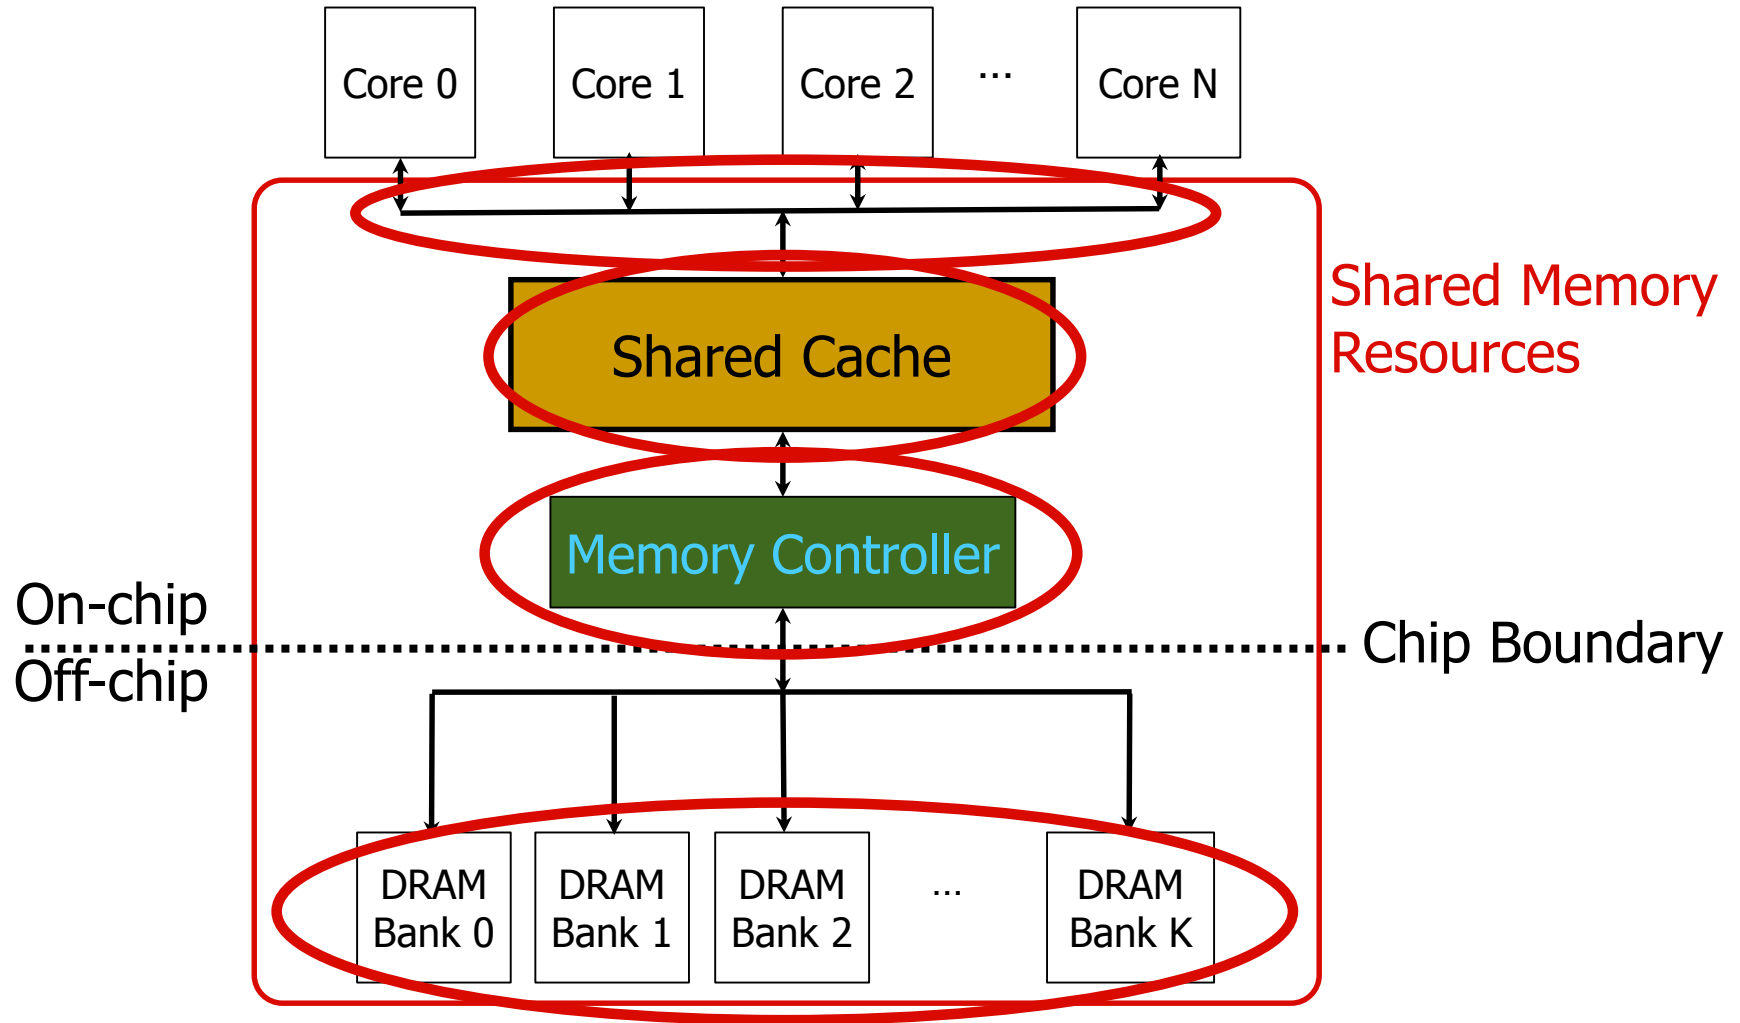 Core 0
Core 1
Core 2
...
Core N
Shared Memory
Resources
Shared Cache
Memory Controller
On-chip
Chip Boundary
Off-chip
DRAM
Bank 0
DRAM
Bank 1
DRAM
Bank 2
...
DRAM
Bank K